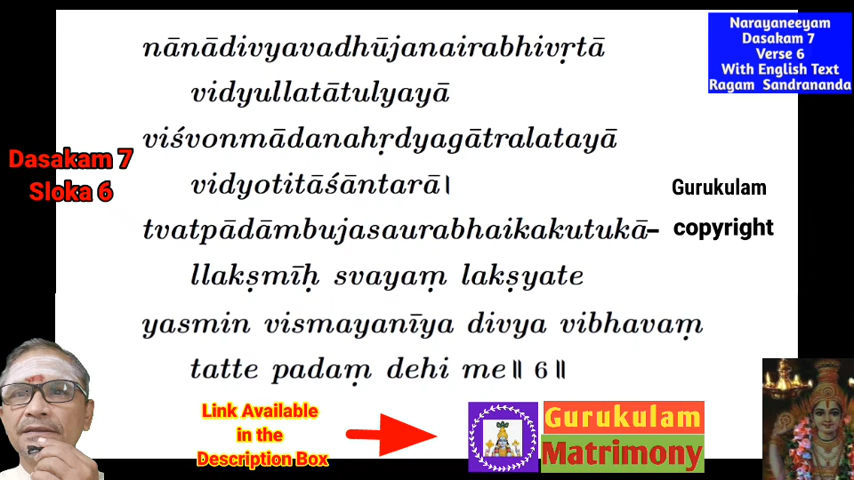 Narayaneeyam
Dasakam 7
Verse 6
With English Text
Ragam Sandrananda
nānādivyavadhūjanairabhivṛtā
vidyullatātulyayā
viśvonmādanahṛdyagātralatayā
vidyotitāśāntarā|
tvatpādāmbujasaurabhaikakutukā–
llakṣmīḥ svayaṃ lakṣyate
yasmin vismayanīya divya vibhavaṃ
tatte padaṃ dehi me॥ 6॥
Dasakam 7
Sloka 6
Gurukulam
copyright
Link Available
in the
Description Box
Gurukulam
Matrimony